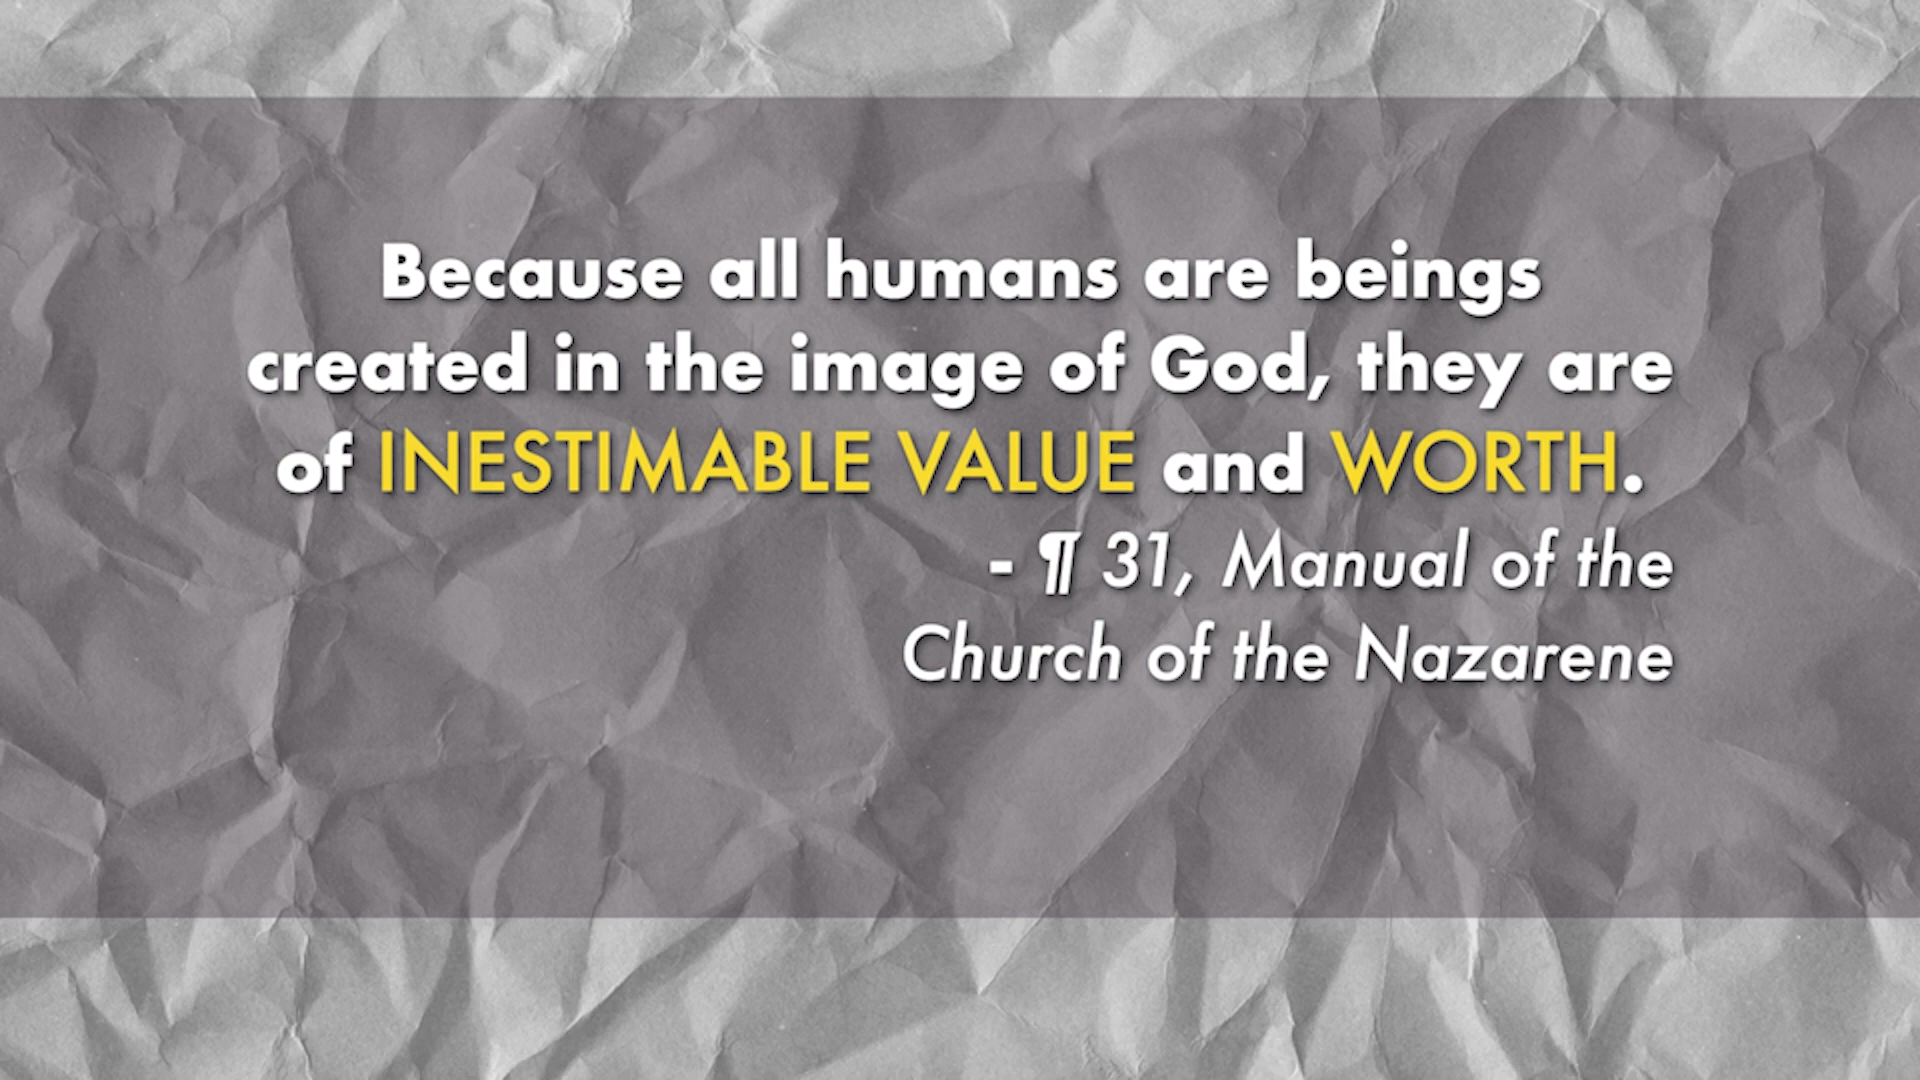 Because all humans are beings
created in the image of God, they are
of INESTIMABLE VALUE and WORTH.
- ¶ 31, Manual of the
Church of the Nazarene